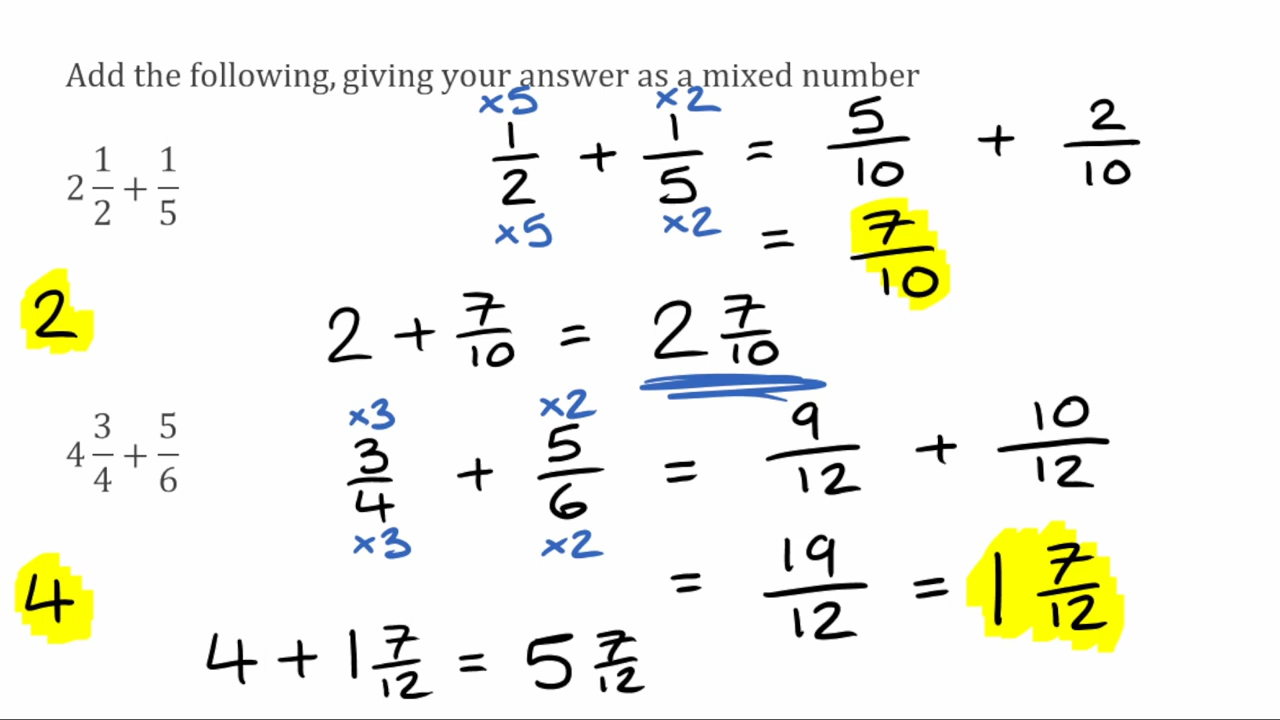 Add the following, giving your answer as a mixed number
2 1/2 + 1/5
×5 ×2
1/2 + 1/5 = 5/10 + 2/10
×5 ×2
= 7/10
2
2 + 7/10 = 2 7/10
4 3/4 + 5/6
×3 ×2
3/4 + 5/6 = 9/12 + 10/12
×3 ×2
= 19/12 = 1 7/12
4
4 + 1 7/12 = 5 7/12